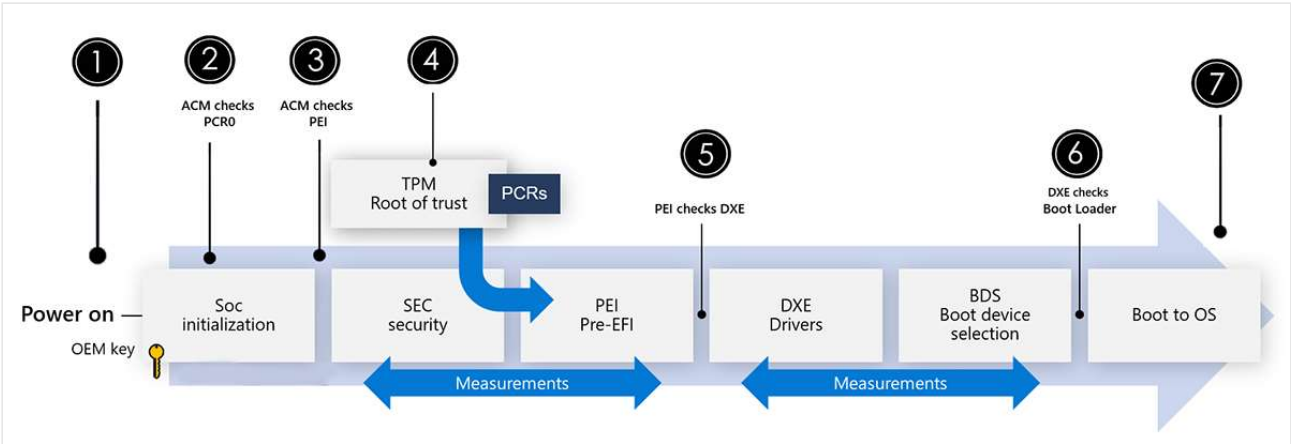 1
2
3
4
5
6
7
ACM checks
PCR0
ACM checks
PEI
TPM
Root of trust
PCRs
PEI checks DXE
DXE checks
Boot Loader
Power on
OEM key
Soc
initialization
SEC
security
PEI
Pre-EFI
DXE
Drivers
BDS
Boot device
selection
Boot to OS
Measurements
Measurements